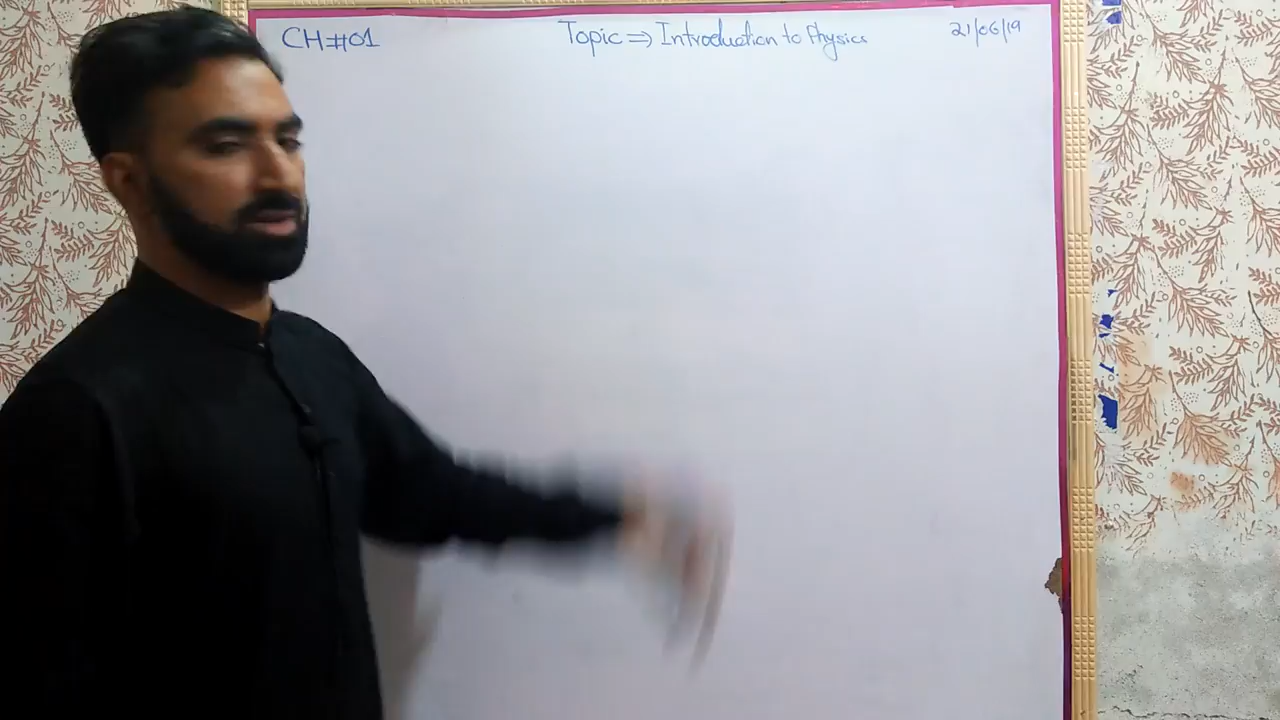 CH#01 Topic ⇒ Introduction to Physics 21/06/19